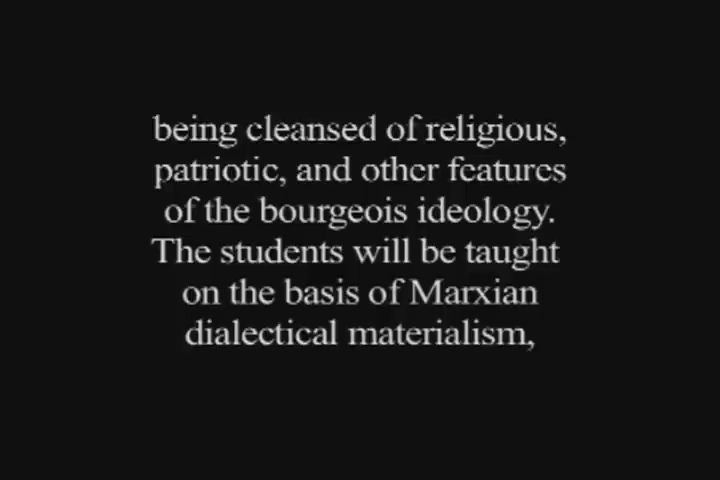 being cleansed of religious,
patriotic, and other features
of the bourgeois ideology.
The students will be taught
on the basis of Marxian
dialectical materialism,